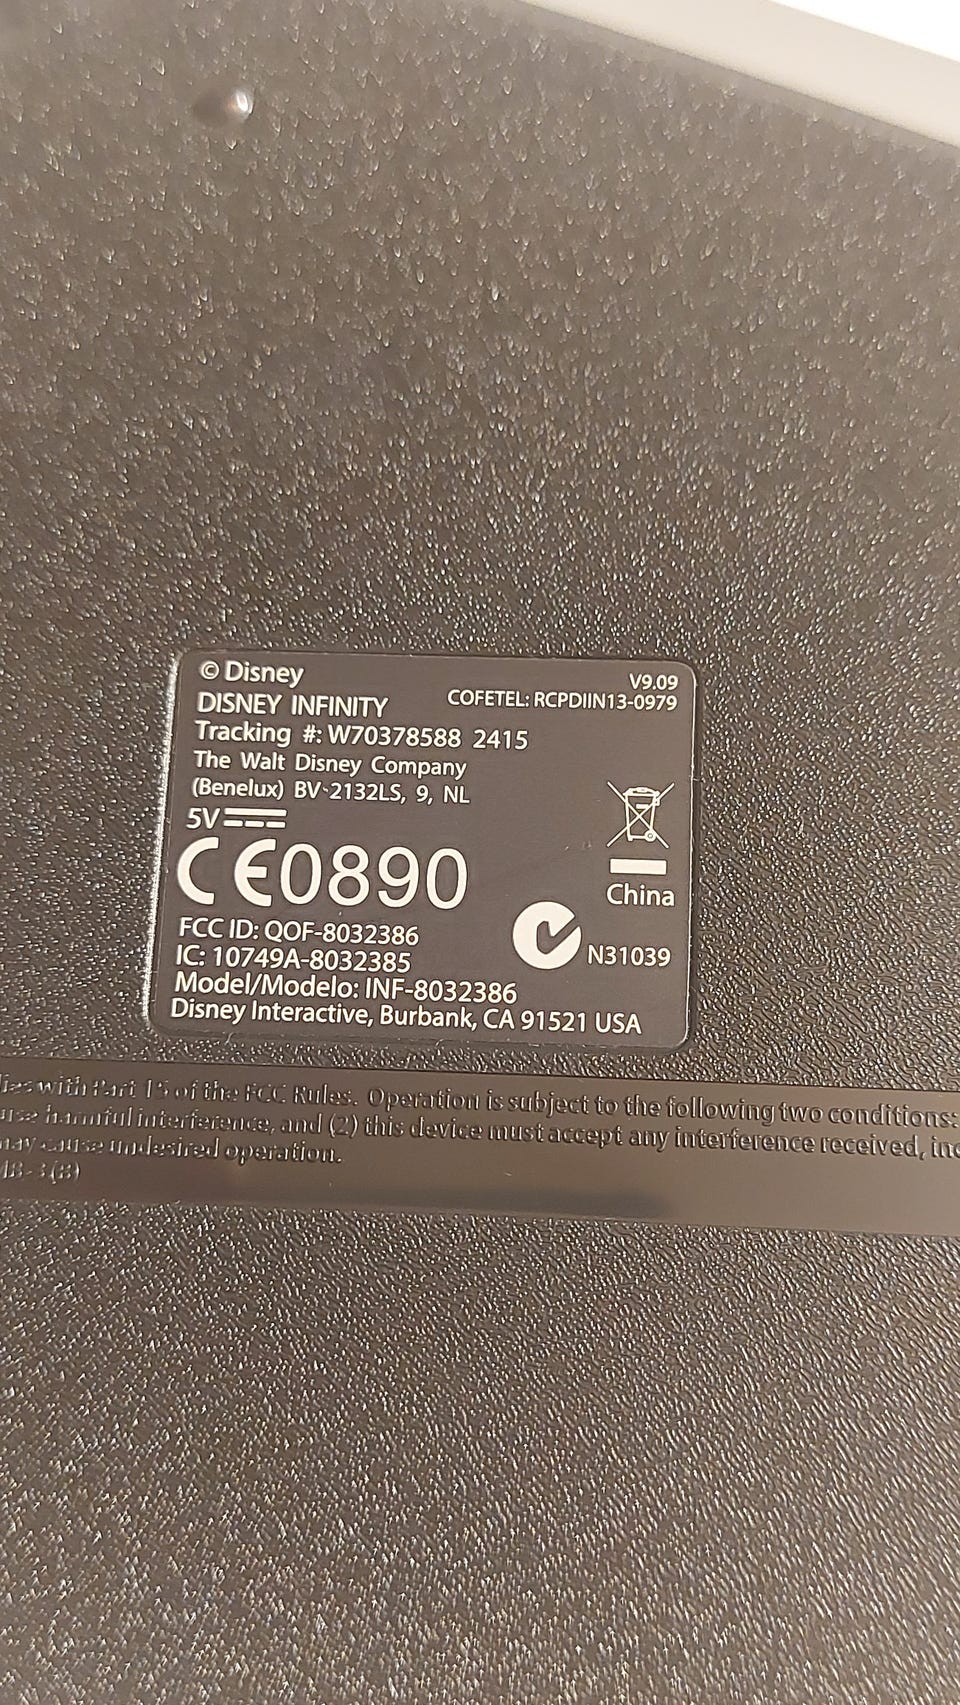 © Disney
V9.09
DISNEY INFINITY
COFETEL: RCPDIIN13-0979
Tracking #: W70378588 2415
The Walt Disney Company
(Benelux) BV-2132LS, 9, NL
5V
CE0890
China
FCC ID: QOF-8032386
N31039
IC: 10749A-8032385
Model/Modelo: INF-8032386
Disney Interactive, Burbank, CA 91521 USA
with Part 15 of the FCC Rules. Operation is subject to the following two conditions:
harmful interference, and (2) this device must accept any interference received,
may cause undesired operation.